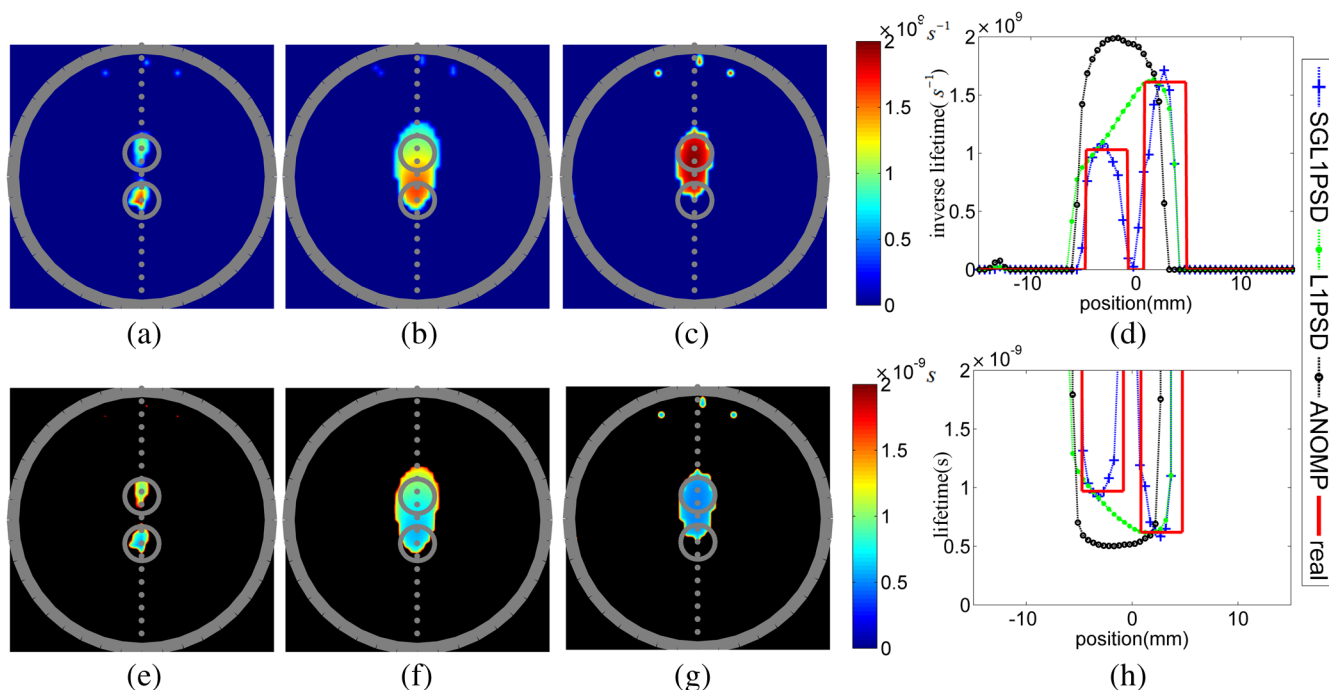 2 × 10⁹ s⁻¹
1.5
1
0.5
0
(a)
(b)
(c)
2 × 10⁹
1.5
1
0.5
0
inverse lifetime( s⁻¹)
-10
0
10
position(mm)
(d)
2 ×10⁻⁹ s
1.5
1
0.5
0
(e)
(f)
(g)
2 × 10⁻⁹
1.5
1
0.5
0
lifetime(s)
-10
0
10
position(mm)
(h)
SGL1PSD
L1PSD
ANOMP
real